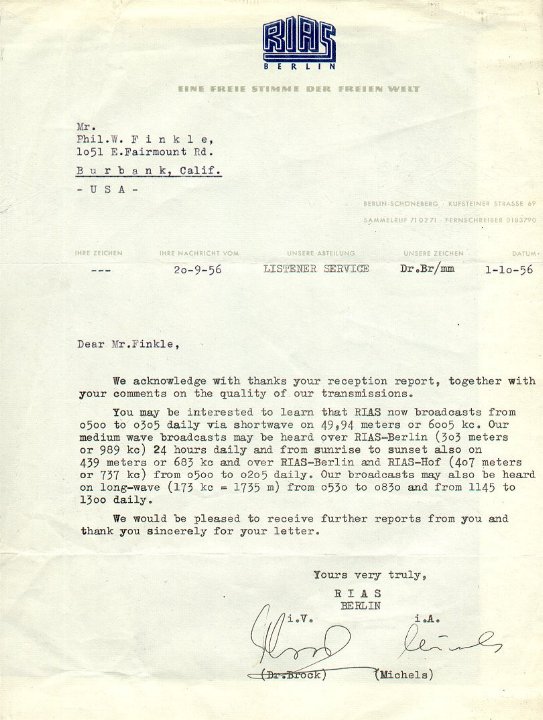 RIAS
BERLIN
EINE FREIE STIMME DER FREIEN WELT
Mr.
Phil.W. F i n k l e,
1o51 E.Fairmount Rd.
B u r b a n k, Calif.
- U S A -
BERLIN-SCHÖNEBERG · KUFSTEINER STRASSE 69
SAMMELRUF 71 02 71 · FERNSCHREIBER 0183790
IHRE ZEICHEN IHRE NACHRICHT VOM UNSERE ABTEILUNG UNSERE ZEICHEN DATUM
--- 2o-9-56 LISTENER SERVICE Dr.Br/mm 1-1o-56
Dear Mr.Finkle,
We acknowledge with thanks your reception report, together with
your comments on the quality of our transmissions.
You may be interested to learn that RIAS now broadcasts from
o5oo to o3o5 daily via shortwave on 49,94 meters or 6oo5 kc. Our
medium wave broadcasts may be heard over RIAS-Berlin (3o3 meters
or 989 kc) 24 hours daily and from sunrise to sunset also on
439 meters or 683 kc and over RIAS-Berlin and RIAS-Hof (4o7 meters
or 737 kc) from o5oo to o2o5 daily. Our broadcasts may also be heard
on long-wave (173 kc = 1735 m) from o53o to o83o and from 1145 to
13oo daily.
We would be pleased to receive further reports from you and
thank you sincerely for your letter.
Yours very truly,
R I A S
BERLIN
i.V. i.A.
(Dr.Brock) (Michels)